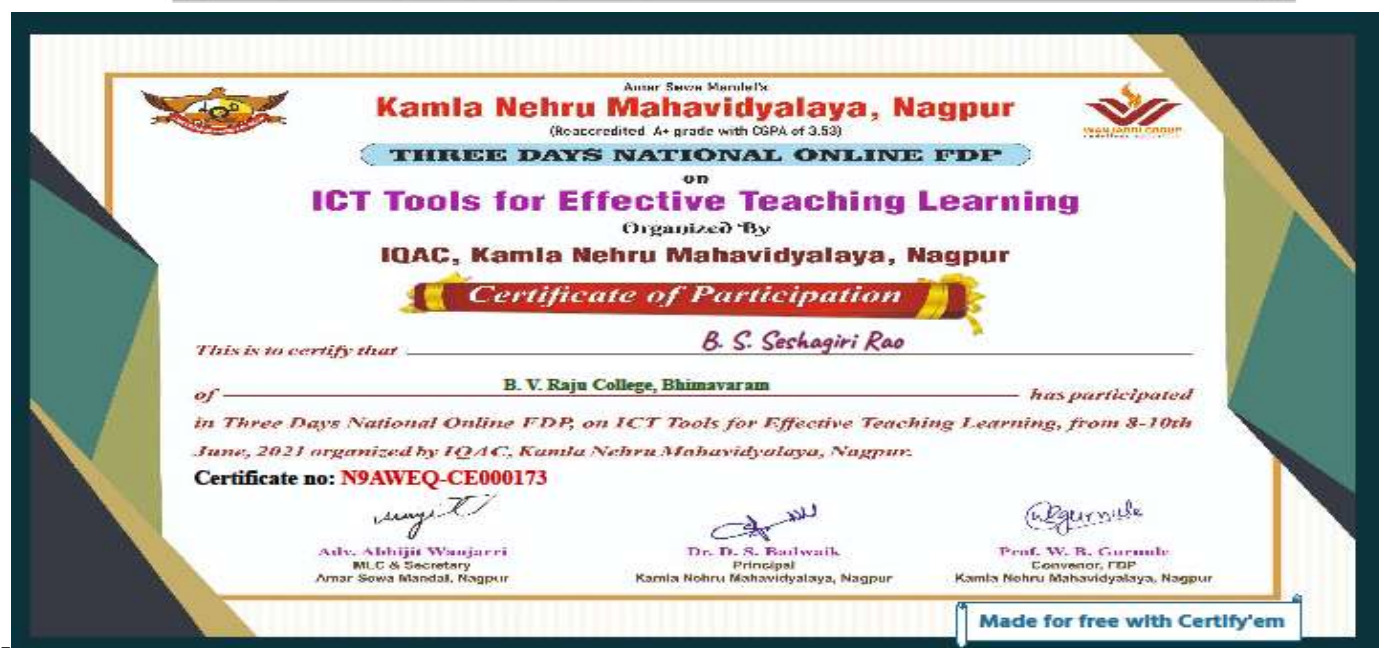 Amar Sewa Mandal's
Kamla Nehru Mahavidyalaya, Nagpur
(Reaccredited A+ grade with CGPA of 3.53)
THREE DAYS NATIONAL ONLINE FDP
on
ICT Tools for Effective Teaching Learning
Organized By
IQAC, Kamla Nehru Mahavidyalaya, Nagpur
Certificate of Participation
This is to certify that B. S. Seshagiri Rao
of B. V. Raju College, Bhimavaram has participated
in Three Days National Online FDP, on ICT Tools for Effective Teaching Learning, from 8-10th
June, 2021 organized by IQAC, Kamla Nehru Mahavidyalaya, Nagpur.
Certificate no: N9AWEQ-CE000173
Adv. Abhijit Wanjarri Dr. D. S. Badwaik Prof. W. B. Gurnule
MLC & Secretary Principal Convenor, FDP
Amar Sewa Mandal, Nagpur Kamla Nehru Mahavidyalaya, Nagpur Kamla Nehru Mahavidyalaya, Nagpur
WANJARRI GROUP
Made for free with Certify'em